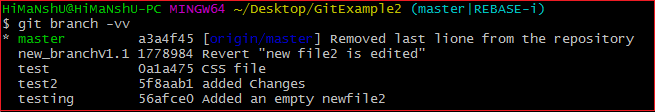 HiMaNshU@HiMaNshU-PC MINGW64 ~/Desktop/GitExample2 (master|REBASE-i)
$ git branch -vv
* master a3a4f45 [origin/master] Removed last lione from the repository
new_branchV1.1 1778984 Revert "new file2 is edited"
test 0a1a475 CSS file
test2 5f8aab1 added Changes
testing 56afce0 Added an empty newfile2